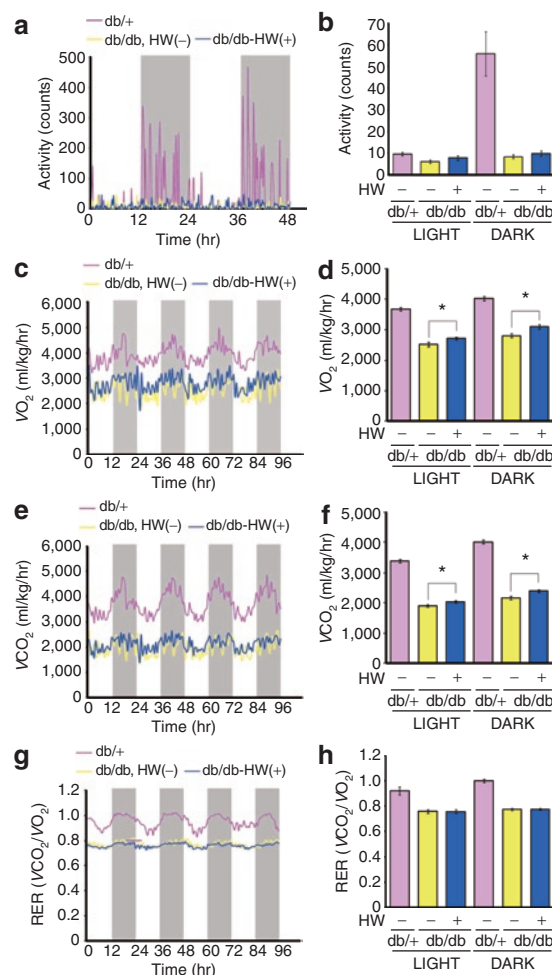 a
db/+
db/db, HW(−) db/db-HW(+)
Activity (counts)
500
400
300
200
100
0
0 12 24 36 48
Time (hr)
b
Activity (counts)
70
60
50
40
30
20
10
0
HW − − + − − +
db/+ db/db db/+ db/db
LIGHT DARK
c
db/+
db/db, HW(−) db/db-HW(+)
VO2 (ml/kg/hr)
6,000
5,000
4,000
3,000
2,000
1,000
0
0 12 24 36 48 60 72 84 96
Time (hr)
d
VO2 (ml/kg/hr)
5,000
4,000
3,000
2,000
1,000
0
* *
HW − − + − − +
db/+ db/db db/+ db/db
LIGHT DARK
e
db/+
db/db, HW(−) db/db-HW(+)
VCO2 (ml/kg/hr)
6,000
5,000
4,000
3,000
2,000
1,000
0
0 12 24 36 48 60 72 84 96
Time (hr)
f
VCO2 (ml/kg/hr)
5,000
4,000
3,000
2,000
1,000
0
* *
HW − − + − − +
db/+ db/db db/+ db/db
LIGHT DARK
g
db/+
db/db, HW(−) db/db-HW(+)
RER (VCO2/VO2)
1.2
1.0
0.8
0.6
0.4
0.2
0
0 12 24 36 48 60 72 84 96
Time (hr)
h
RER (VCO2/VO2)
1.2
1
0.8
0.6
0.4
0.2
0
HW − − + − − +
db/+ db/db db/+ db/db
LIGHT DARK